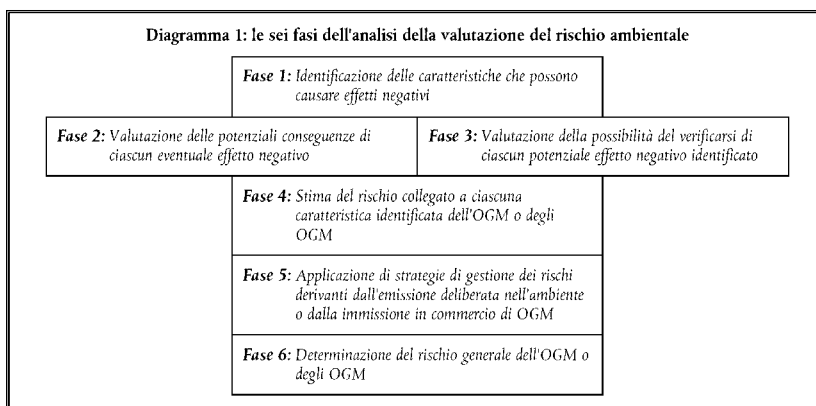 Diagramma 1: le sei fasi dell'analisi della valutazione del rischio ambientale
Fase 1: Identificazione delle caratteristiche che possono
causare effetti negativi
Fase 2: Valutazione delle potenziali conseguenze di
ciascun eventuale effetto negativo
Fase 3: Valutazione della possibilità del verificarsi di
ciascun potenziale effetto negativo identificato
Fase 4: Stima del rischio collegato a ciascuna
caratteristica identificata dell'OGM o degli
OGM
Fase 5: Applicazione di strategie di gestione dei rischi
derivanti dall'emissione deliberata nell'ambiente
o dalla immissione in commercio di OGM
Fase 6: Determinazione del rischio generale dell'OGM o
degli OGM